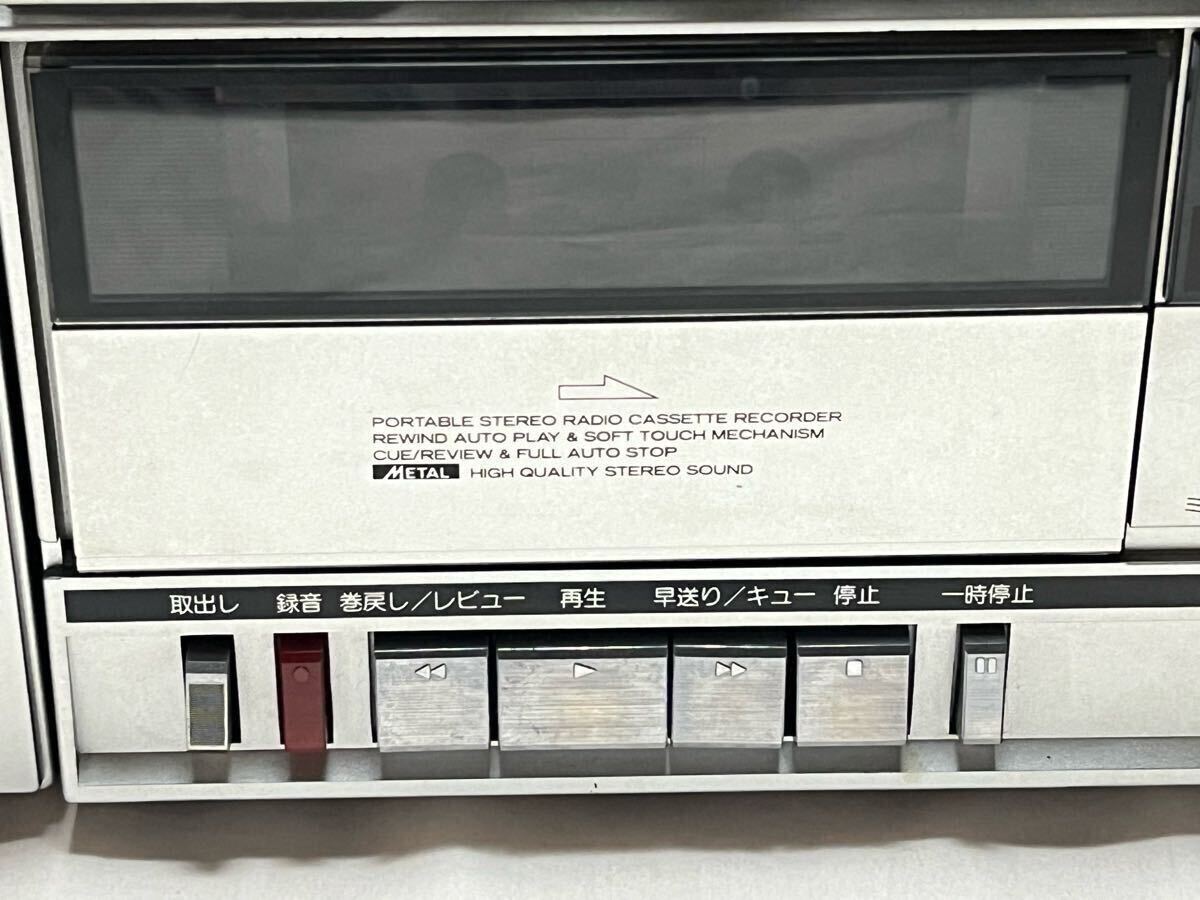 PORTABLE STEREO RADIO CASSETTE RECORDER
REWIND AUTO PLAY & SOFT TOUCH MECHANISM
CUE/REVIEW & FULL AUTO STOP
METAL HIGH QUALITY STEREO SOUND
取出し 録音 巻戻し/レビュー 再生 早送り/キュー 停止 一時停止